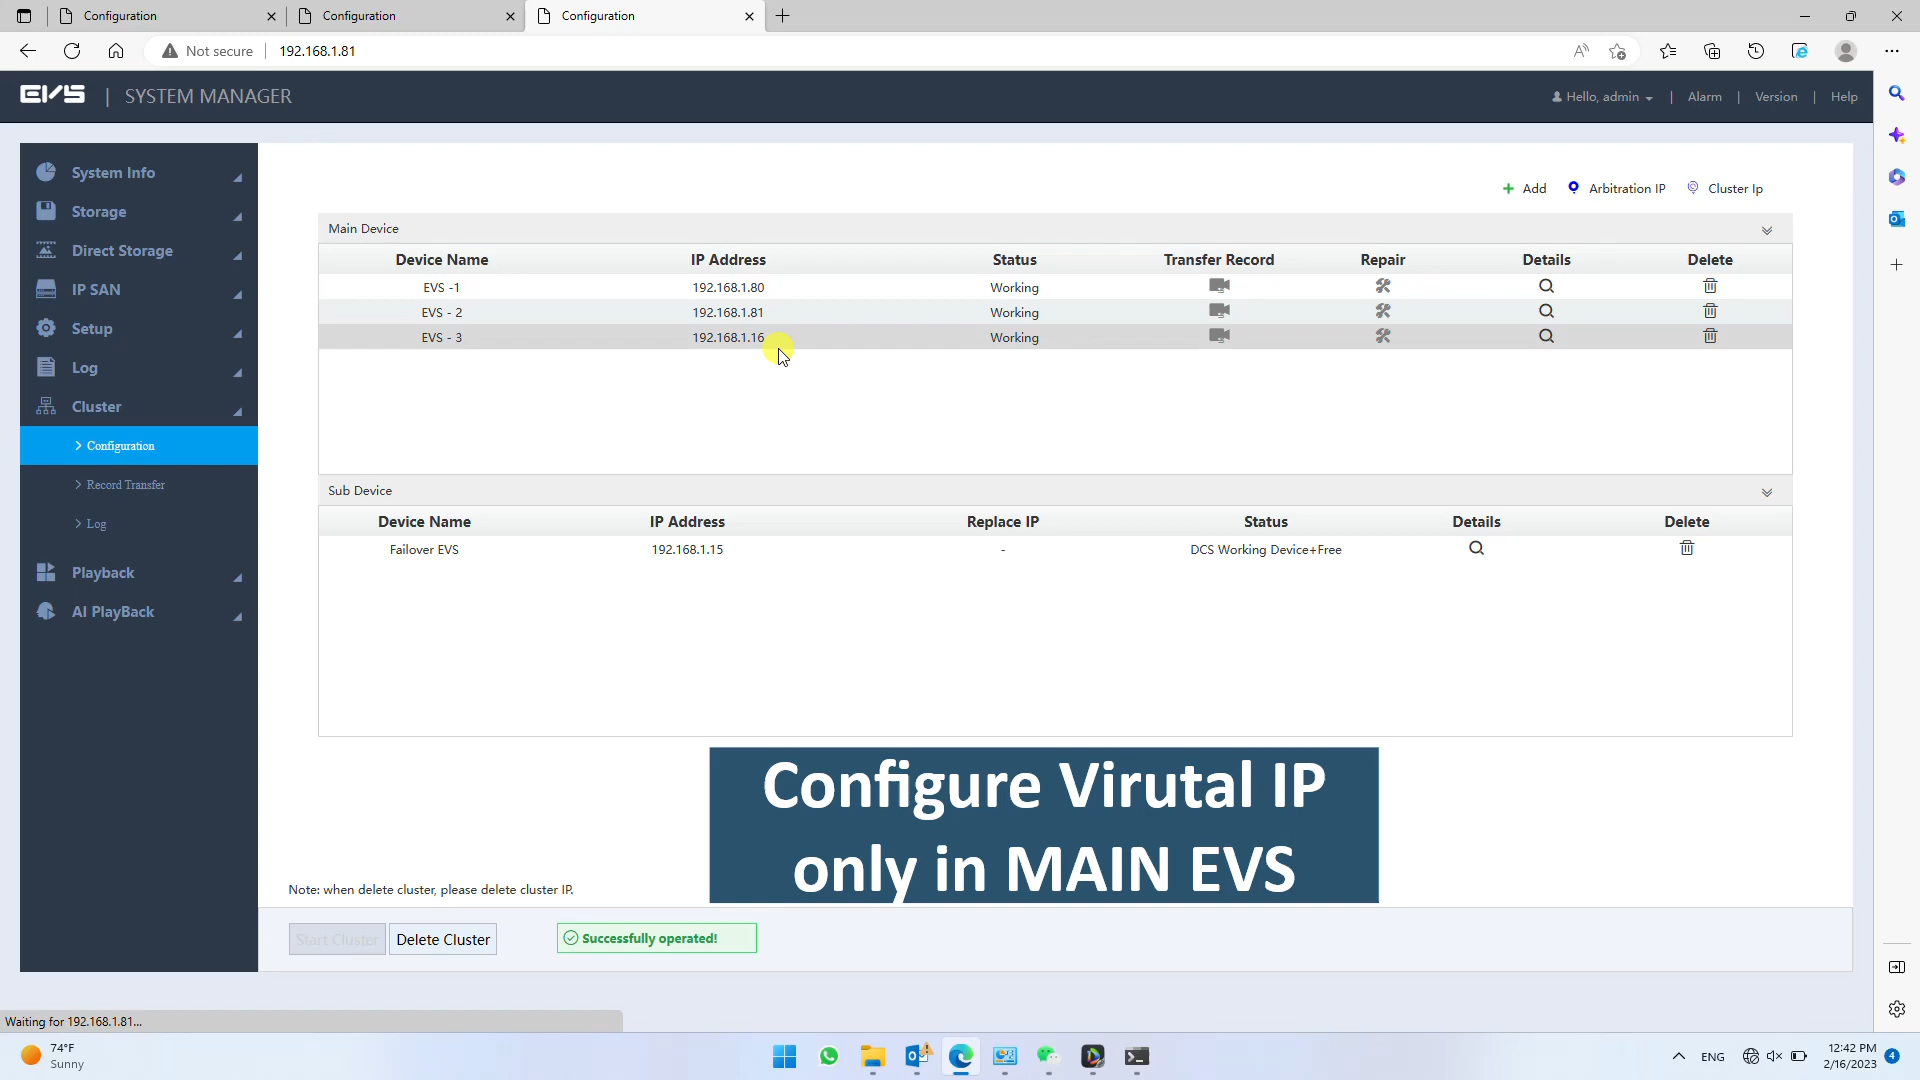 Configuration
Configuration
Configuration
Not secure
192.168.1.81
EVS | SYSTEM MANAGER
Hello, admin | Alarm | Version | Help
System Info
Storage
Direct Storage
IP SAN
Setup
Log
Cluster
> Configuration
> Record Transfer
> Log
Playback
AI PlayBack
+ Add Arbitration IP Cluster Ip
Main Device
Device Name IP Address Status Transfer Record Repair Details Delete
EVS -1 192.168.1.80 Working
EVS - 2 192.168.1.81 Working
EVS - 3 192.168.1.16 Working
Sub Device
Device Name IP Address Replace IP Status Details Delete
Failover EVS 192.168.1.15 - DCS Working Device+Free
Configure Virutal IP
only in MAIN EVS
Note: when delete cluster, please delete cluster IP.
Start Cluster Delete Cluster Successfully operated!
Waiting for 192.168.1.81...
74°F
Sunny
ENG
12:42 PM
2/16/2023
4